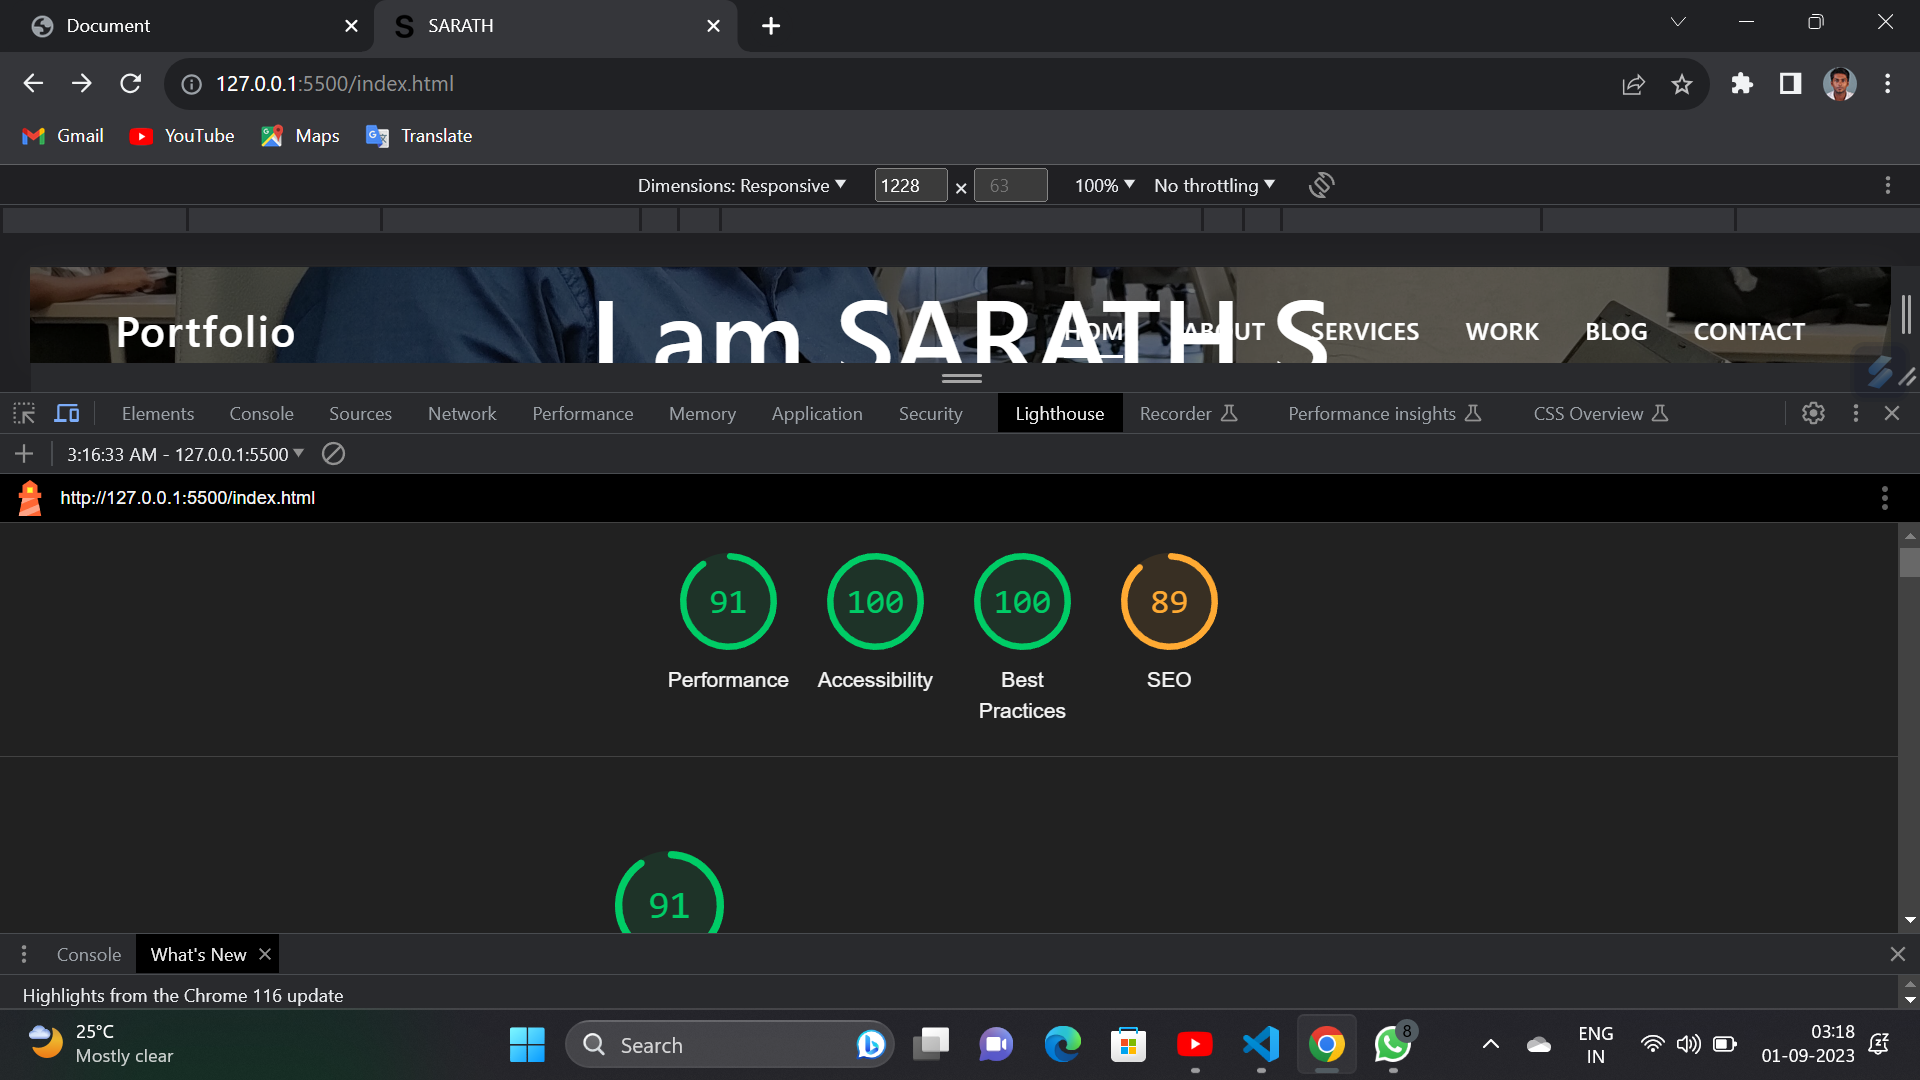 Document
SARATH
127.0.0.1:5500/index.html
Gmail
YouTube
Maps
Translate
Dimensions: Responsive
1228
×
63
100%
No throttling
Portfolio
I am SARATH S
HOME
ABOUT
SERVICES
WORK
BLOG
CONTACT
Elements
Console
Sources
Network
Performance
Memory
Application
Security
Lighthouse
Recorder
Performance insights
CSS Overview
3:16:33 AM - 127.0.0.1:5500
http://127.0.0.1:5500/index.html
91
100
100
89
Performance
Accessibility
Best
Practices
SEO
91
Console
What's New
Highlights from the Chrome 116 update
25°C
Mostly clear
Search
8
ENG
IN
03:18
01-09-2023